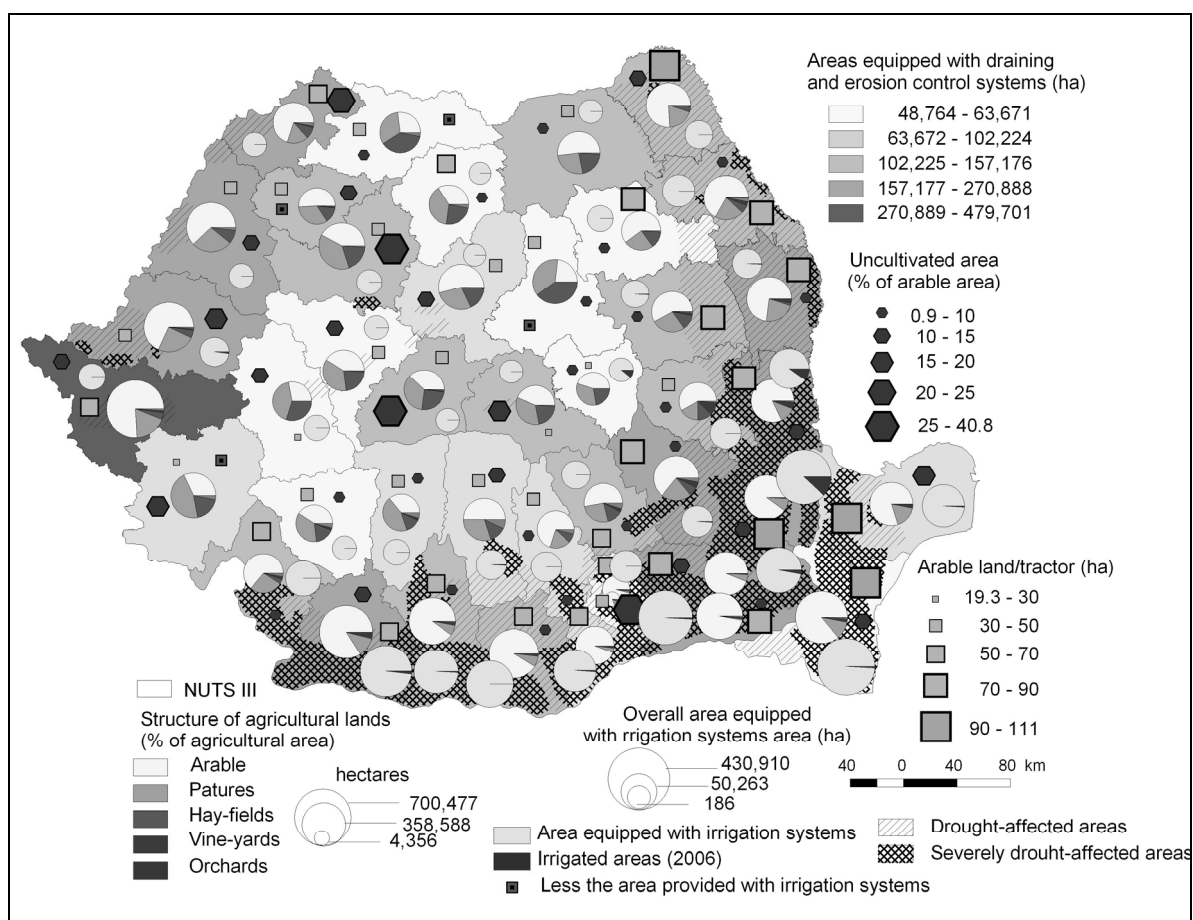 Areas equipped with draining
and erosion control systems (ha)
48,764 - 63,671
63,672 - 102,224
102,225 - 157,176
157,177 - 270,888
270,889 - 479,701
Uncultivated area
(% of arable area)
0.9 - 10
10 - 15
15 - 20
20 - 25
25 - 40.8
Arable land/tractor (ha)
19.3 - 30
30 - 50
50 - 70
70 - 90
90 - 111
40 0 40 80 km
NUTS III
Structure of agricultural lands
(% of agricultural area)
Arable
Patures
Hay-fields
Vine-yards
Orchards
hectares
700,477
358,588
4,356
Overall area equipped
with rrigation systems area (ha)
430,910
50,263
186
Area equipped with irrigation systems
Irrigated areas (2006)
Less the area provided with irrigation systems
Drought-affected areas
Severely drouht-affected areas